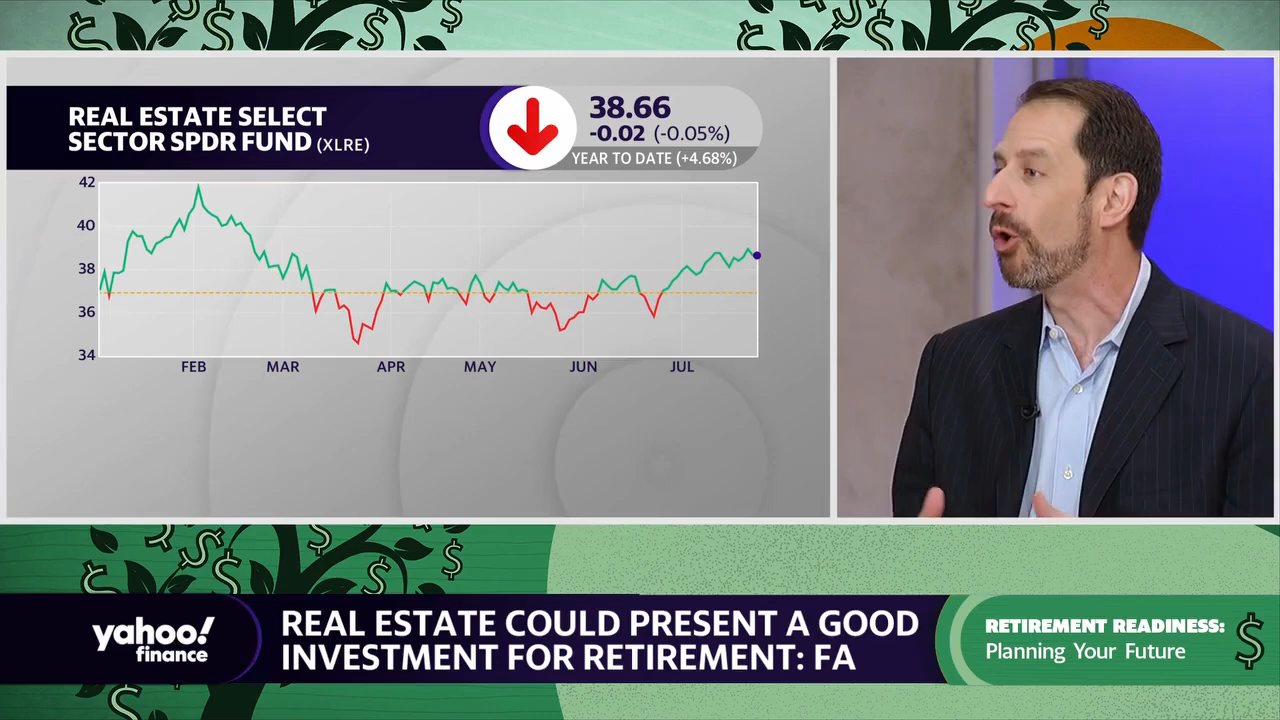 REAL ESTATE SELECT
SECTOR SPDR FUND (XLRE)
38.66
-0.02 (-0.05%)
YEAR TO DATE (+4.68%)
42
40
38
36
34
FEB MAR APR MAY JUN JUL
yahoo!
finance
REAL ESTATE COULD PRESENT A GOOD
INVESTMENT FOR RETIREMENT: FA
RETIREMENT READINESS:
Planning Your Future